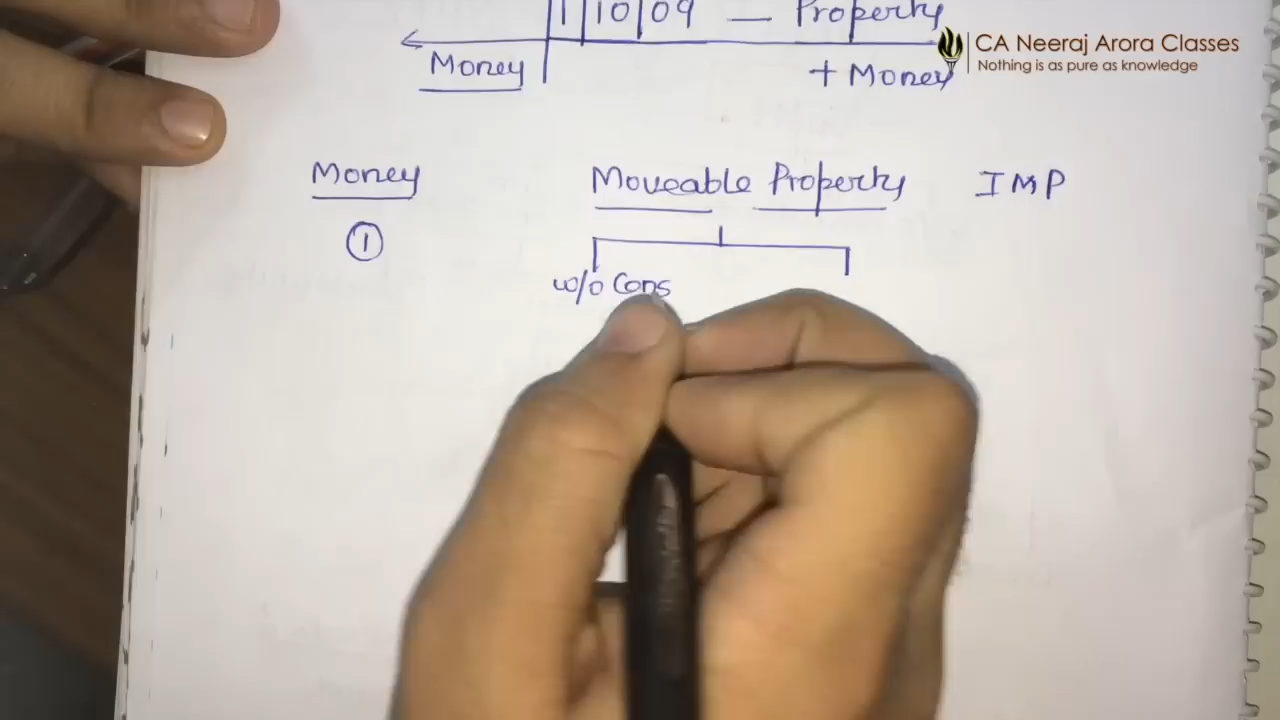 1 | 10 | 09 — Property
Money
+ Money
CA Neeraj Arora Classes
Nothing is as pure as knowledge
Money
Moveable Property
IMP
1
w/o Cons